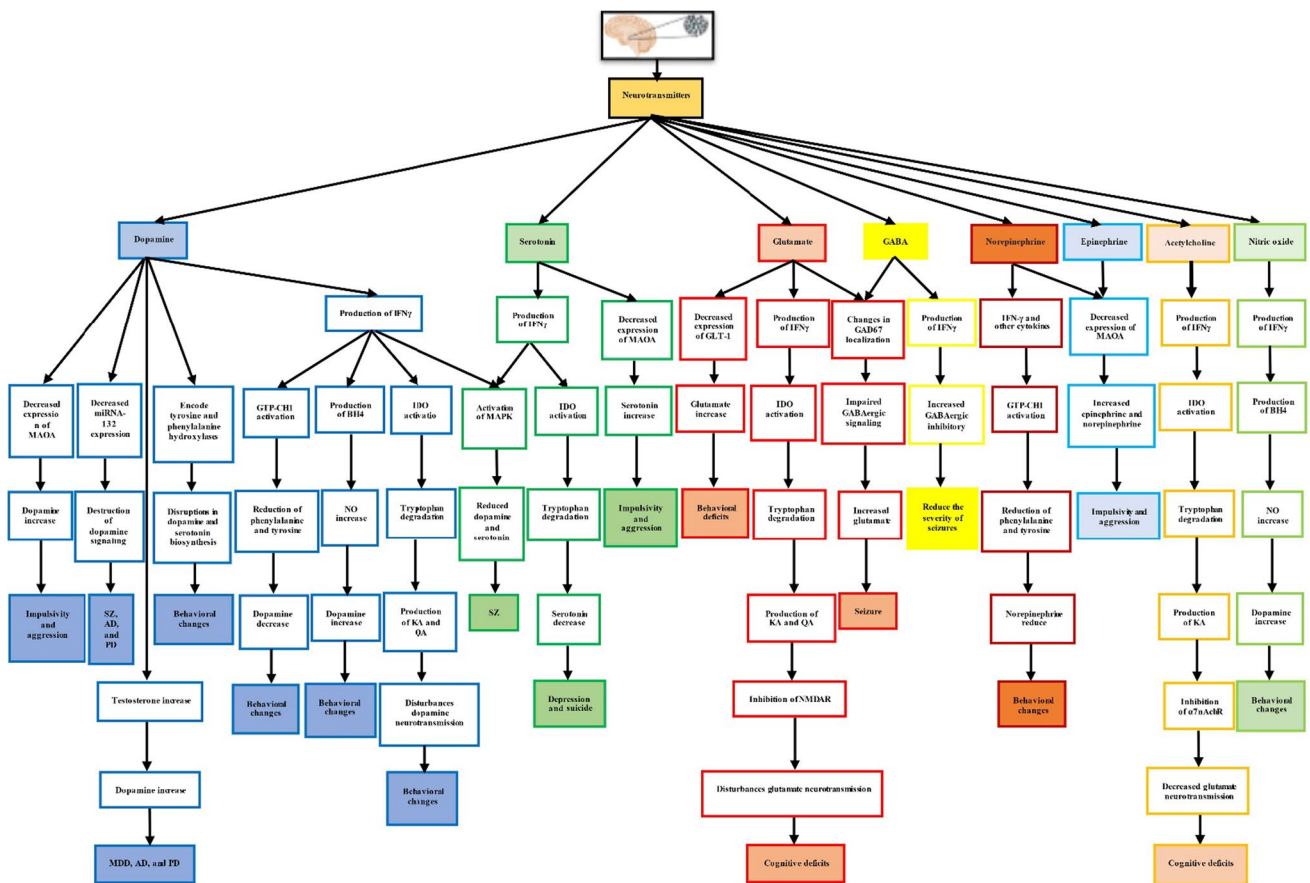 Neurotransmitters
Dopamine
Serotonin
Glutamate
GABA
Norepinephrine
Epinephrine
Acetylcholine
Nitric oxide
Production of IFNγ
Production
of IFNγ
Decreased
expression
of MAOA
Decreased
expression
of GLT-1
Production
of IFNγ
Changes in
GAD67
localization
Production
of IFNγ
IFN-γ and
other cytokines
Decreased
expression of
MAOA
Production
of IFNγ
Production
of IFNγ
Decreased
expressio
n of
MAOA
Decreased
miRNA-
132
expression
Encode
tyrosine and
phenylalanine
hydroxylases
GTP-CH1
activation
Production
of BH4
IDO
activatio
Activation
of MAPK
IDO
activation
Serotonin
increase
Glutamate
increase
IDO
activation
Impaired
GABAergic
signaling
Increased
GABAergic
inhibitory
GTP-CH1
activation
Increased
epinephrine and
norepinephrine
IDO
activation
Production
of BH4
Dopamine
increase
Destruction
of
dopamine
signaling
Disruptions in
dopamine and
serotonin
biosynthesis
Reduction of
phenylalanine
and tyrosine
NO
increase
Tryptophan
degradation
Reduced
dopamine
and
serotonin
Tryptophan
degradation
Impulsivity
and
aggression
Behavioral
deficits
Tryptophan
degradation
Increased
glutamate
Reduce the
severity of
seizures
Reduction of
phenylalanine
and tyrosine
Impulsivity and
aggression
Tryptophan
degradation
NO
increase
Impulsivity
and
aggression
SZ,
AD,
and
PD
Behavioral
changes
Dopamine
decrease
Dopamine
increase
Production
of KA and
QA
SZ
Serotonin
decrease
Production of
KA and QA
Seizure
Norepinephrine
reduce
Production
of KA
Dopamine
increase
Testosterone increase
Behavioral
changes
Behavioral
changes
Disturbances
dopamine
neurotransmission
Depression
and suicide
Inhibition of NMDAR
Behavioral
changes
Inhibition
of α7nAchR
Behavioral
changes
Dopamine increase
Behavioral
changes
Disturbances glutamate neurotransmission
Decreased glutamate
neurotransmission
MDD, AD, and PD
Cognitive deficits
Cognitive deficits